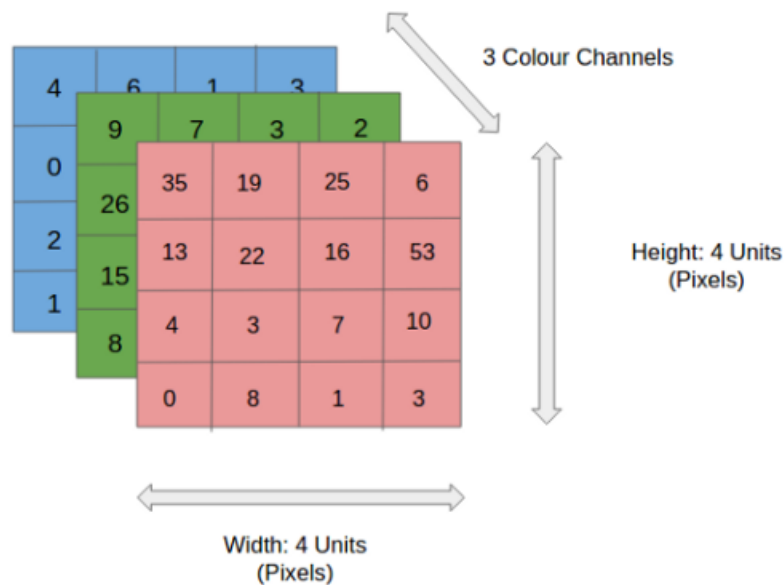 3 Colour Channels
4 6 1 3
9 7 3 2
0
35 19 25 6
26
13 22 16 53
2
15
4 3 7 10
1
8
0 8 1 3
Height: 4 Units
(Pixels)
Width: 4 Units
(Pixels)